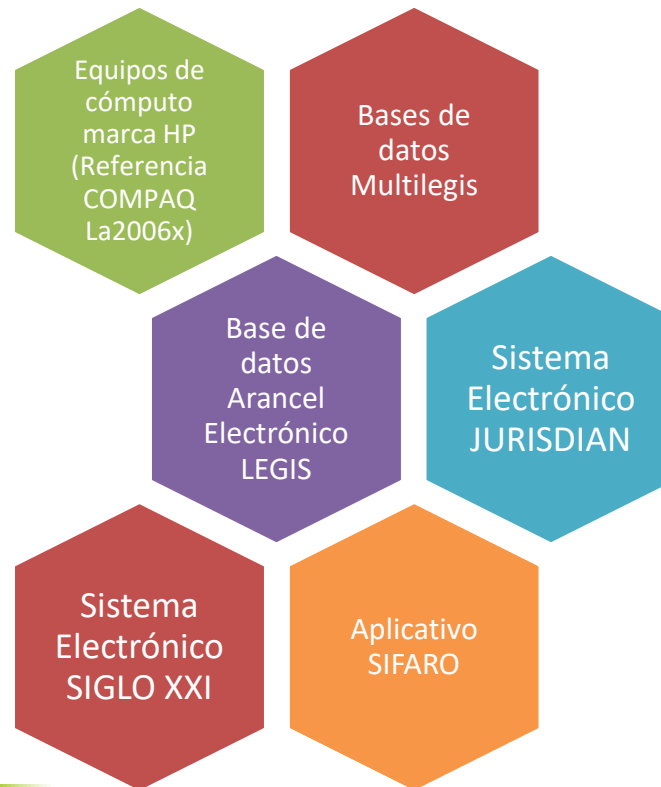 Equipos de
cómputo
marca HP
(Referencia
COMPAQ
La2006x)
Bases de
datos
Multilegis
Base de
datos
Arancel
Electrónico
LEGIS
Sistema
Electrónico
JURISDIAN
Sistema
Electrónico
SIGLO XXI
Aplicativo
SIFARO